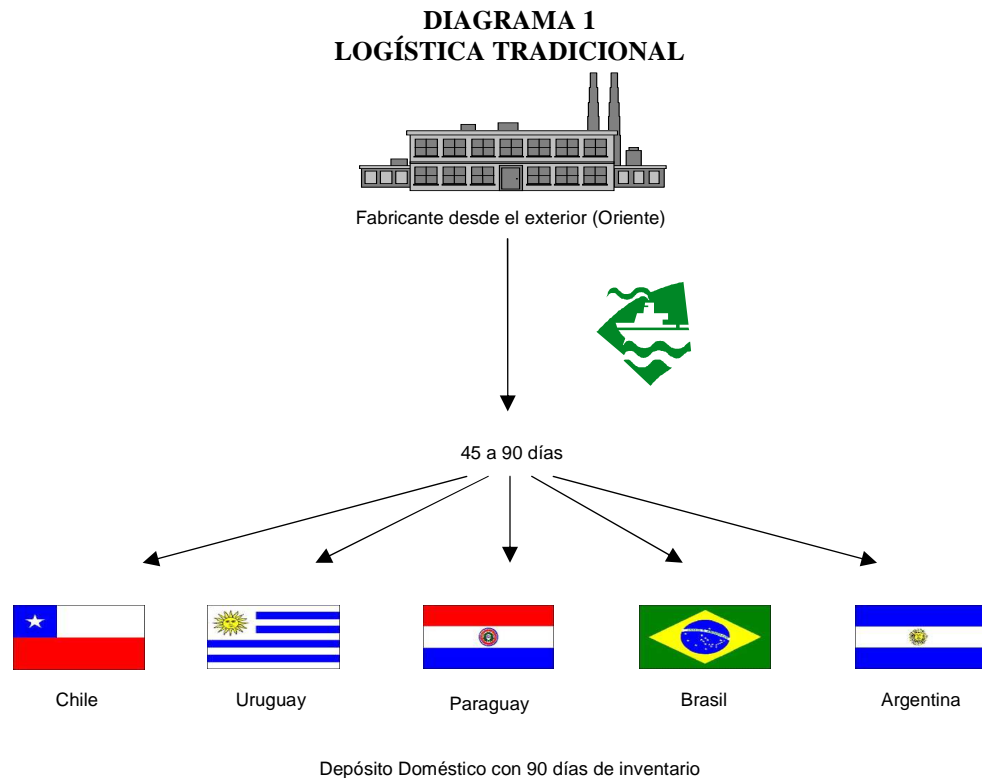 DIAGRAMA 1
LOGÍSTICA TRADICIONAL
Fabricante desde el exterior (Oriente)
45 a 90 días
Chile
Uruguay
Paraguay
Brasil
Argentina
Depósito Doméstico con 90 días de inventario